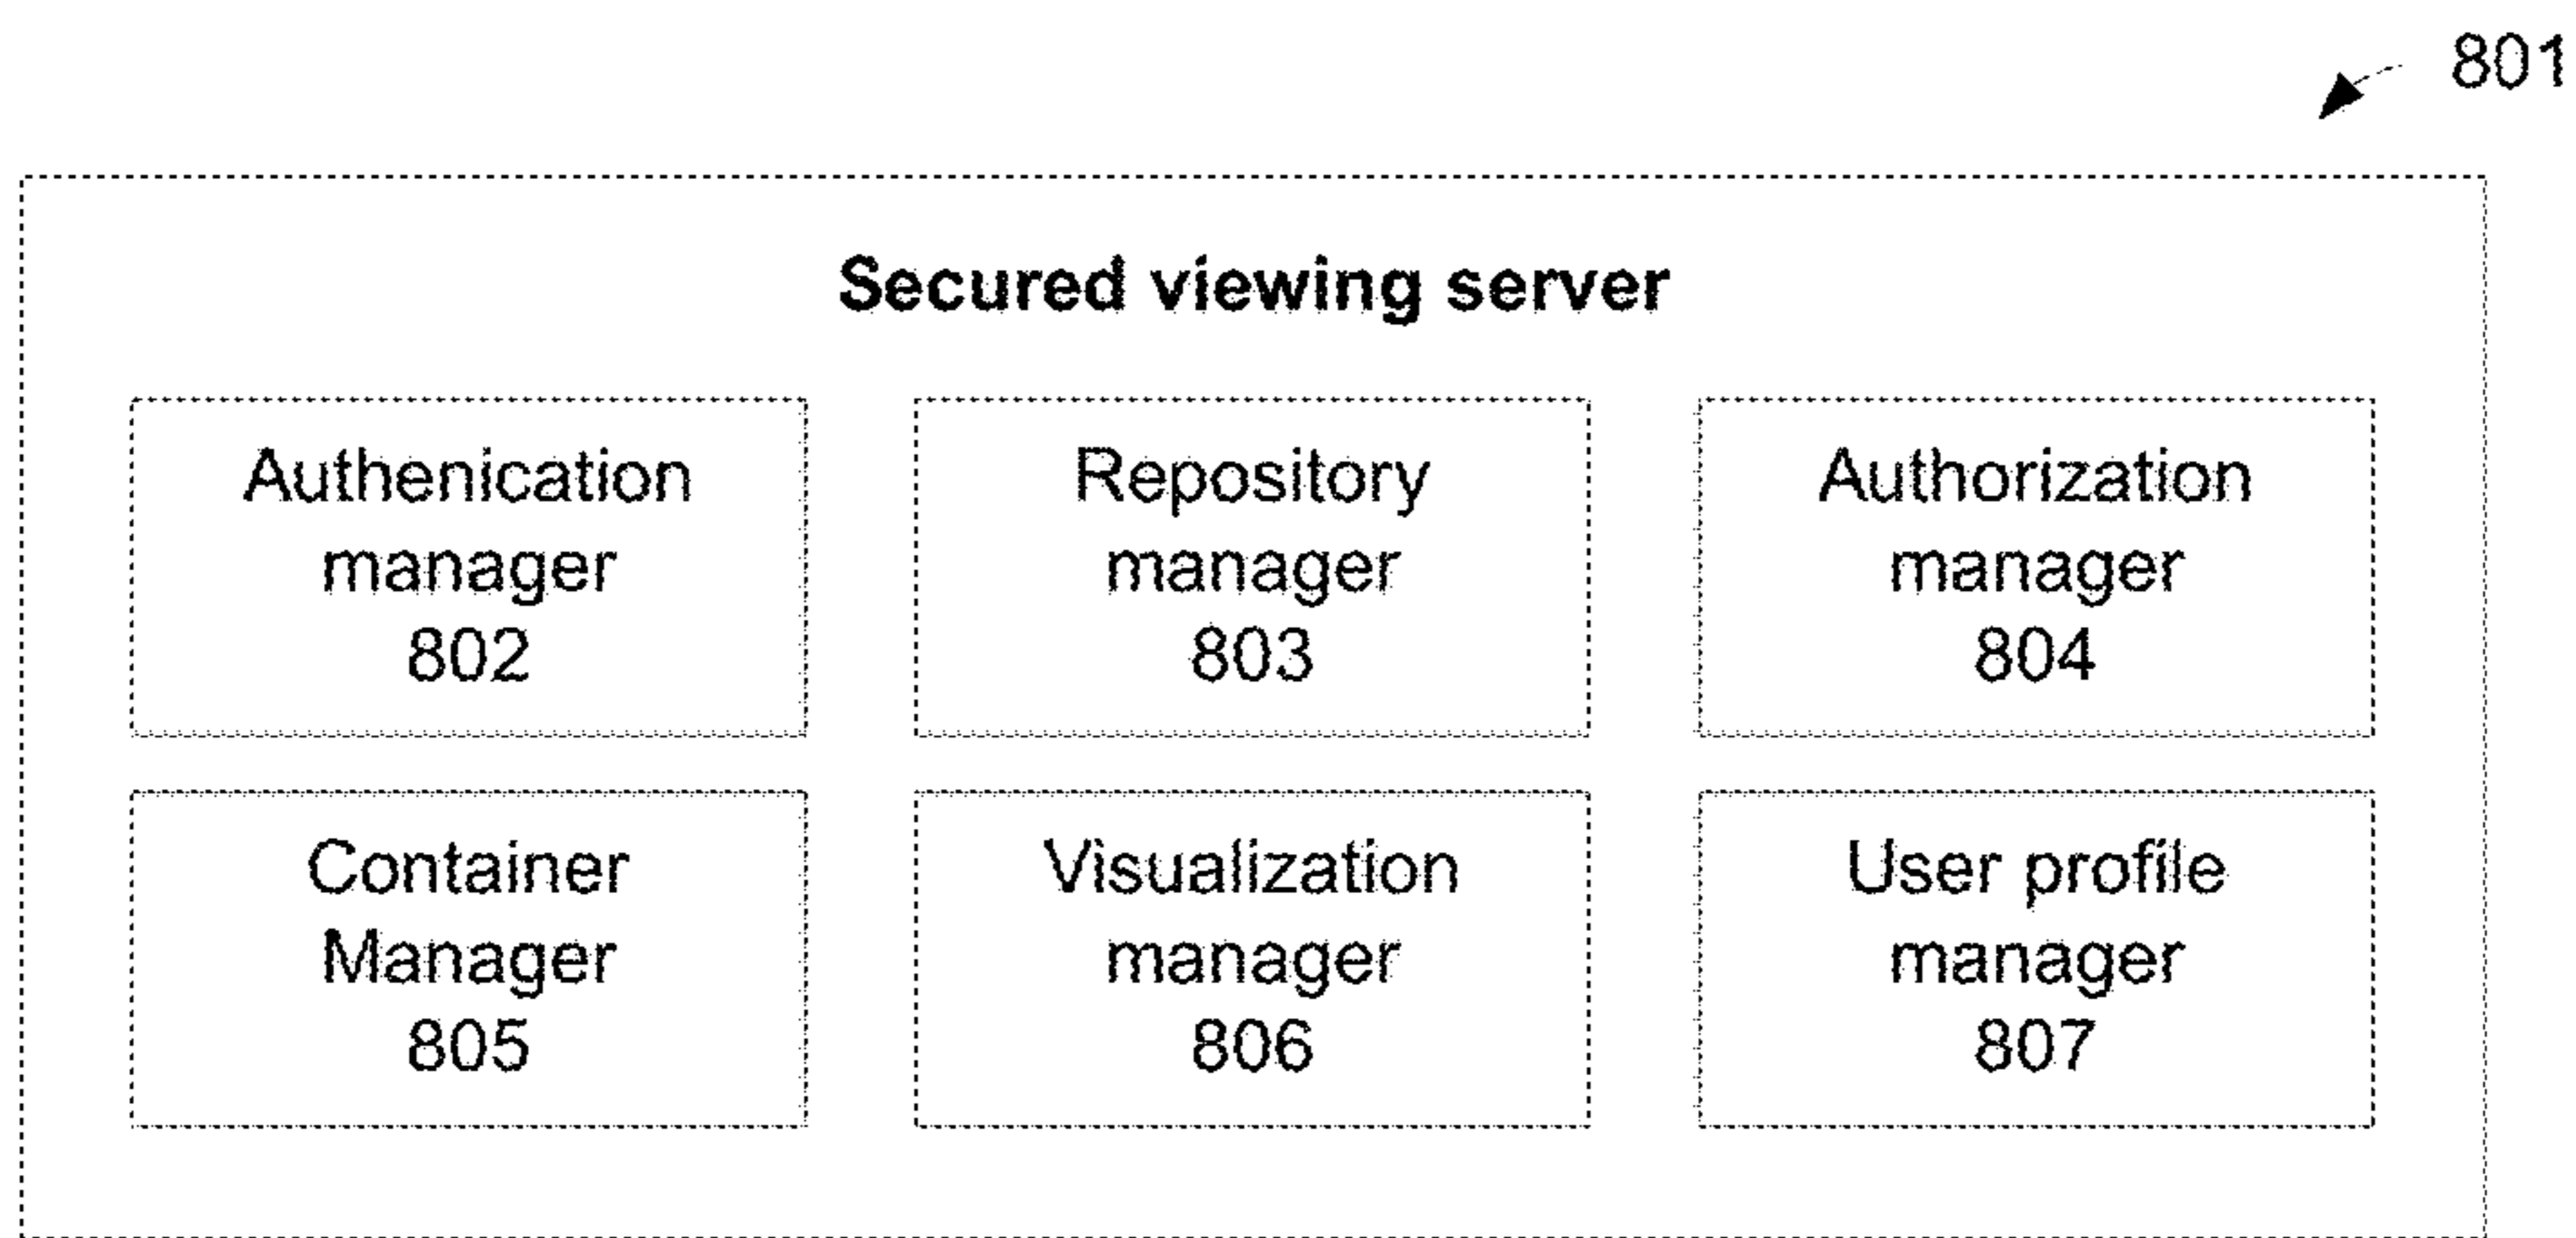 801
Secured viewing server
Authenication
manager
802
Repository
manager
803
Authorization
manager
804
Container
Manager
805
Visualization
manager
806
User profile
manager
807